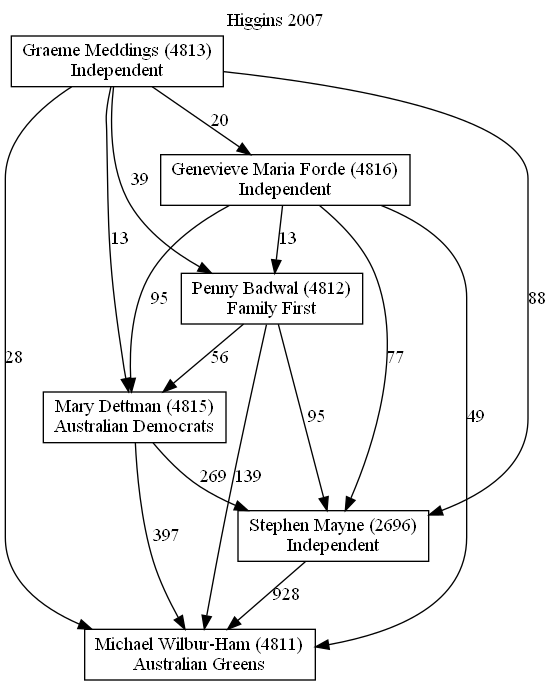 Higgins 2007
Graeme Meddings (4813)
Independent
20
Genevieve Maria Forde (4816)
Independent
39
13
13
95
88
Penny Badwal (4812)
Family First
28
56
77
Mary Dettman (4815)
Australian Democrats
95
49
269
139
Stephen Mayne (2696)
Independent
397
928
Michael Wilbur-Ham (4811)
Australian Greens